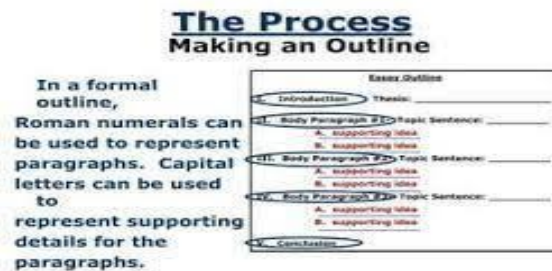 The Process
Making an Outline
In a formal
outline,
Roman numerals can
be used to represent
paragraphs. Capital
letters can be used
to
represent supporting
details for the
paragraphs.
Essay Outline
I. Introduction Thesis:
II. Body Paragraph #1- Topic Sentence:
A. supporting idea
B. supporting idea
III. Body Paragraph #2- Topic Sentence:
A. supporting idea
B. supporting idea
IV. Body Paragraph #3- Topic Sentence:
A. supporting idea
B. supporting idea
V. Conclusion